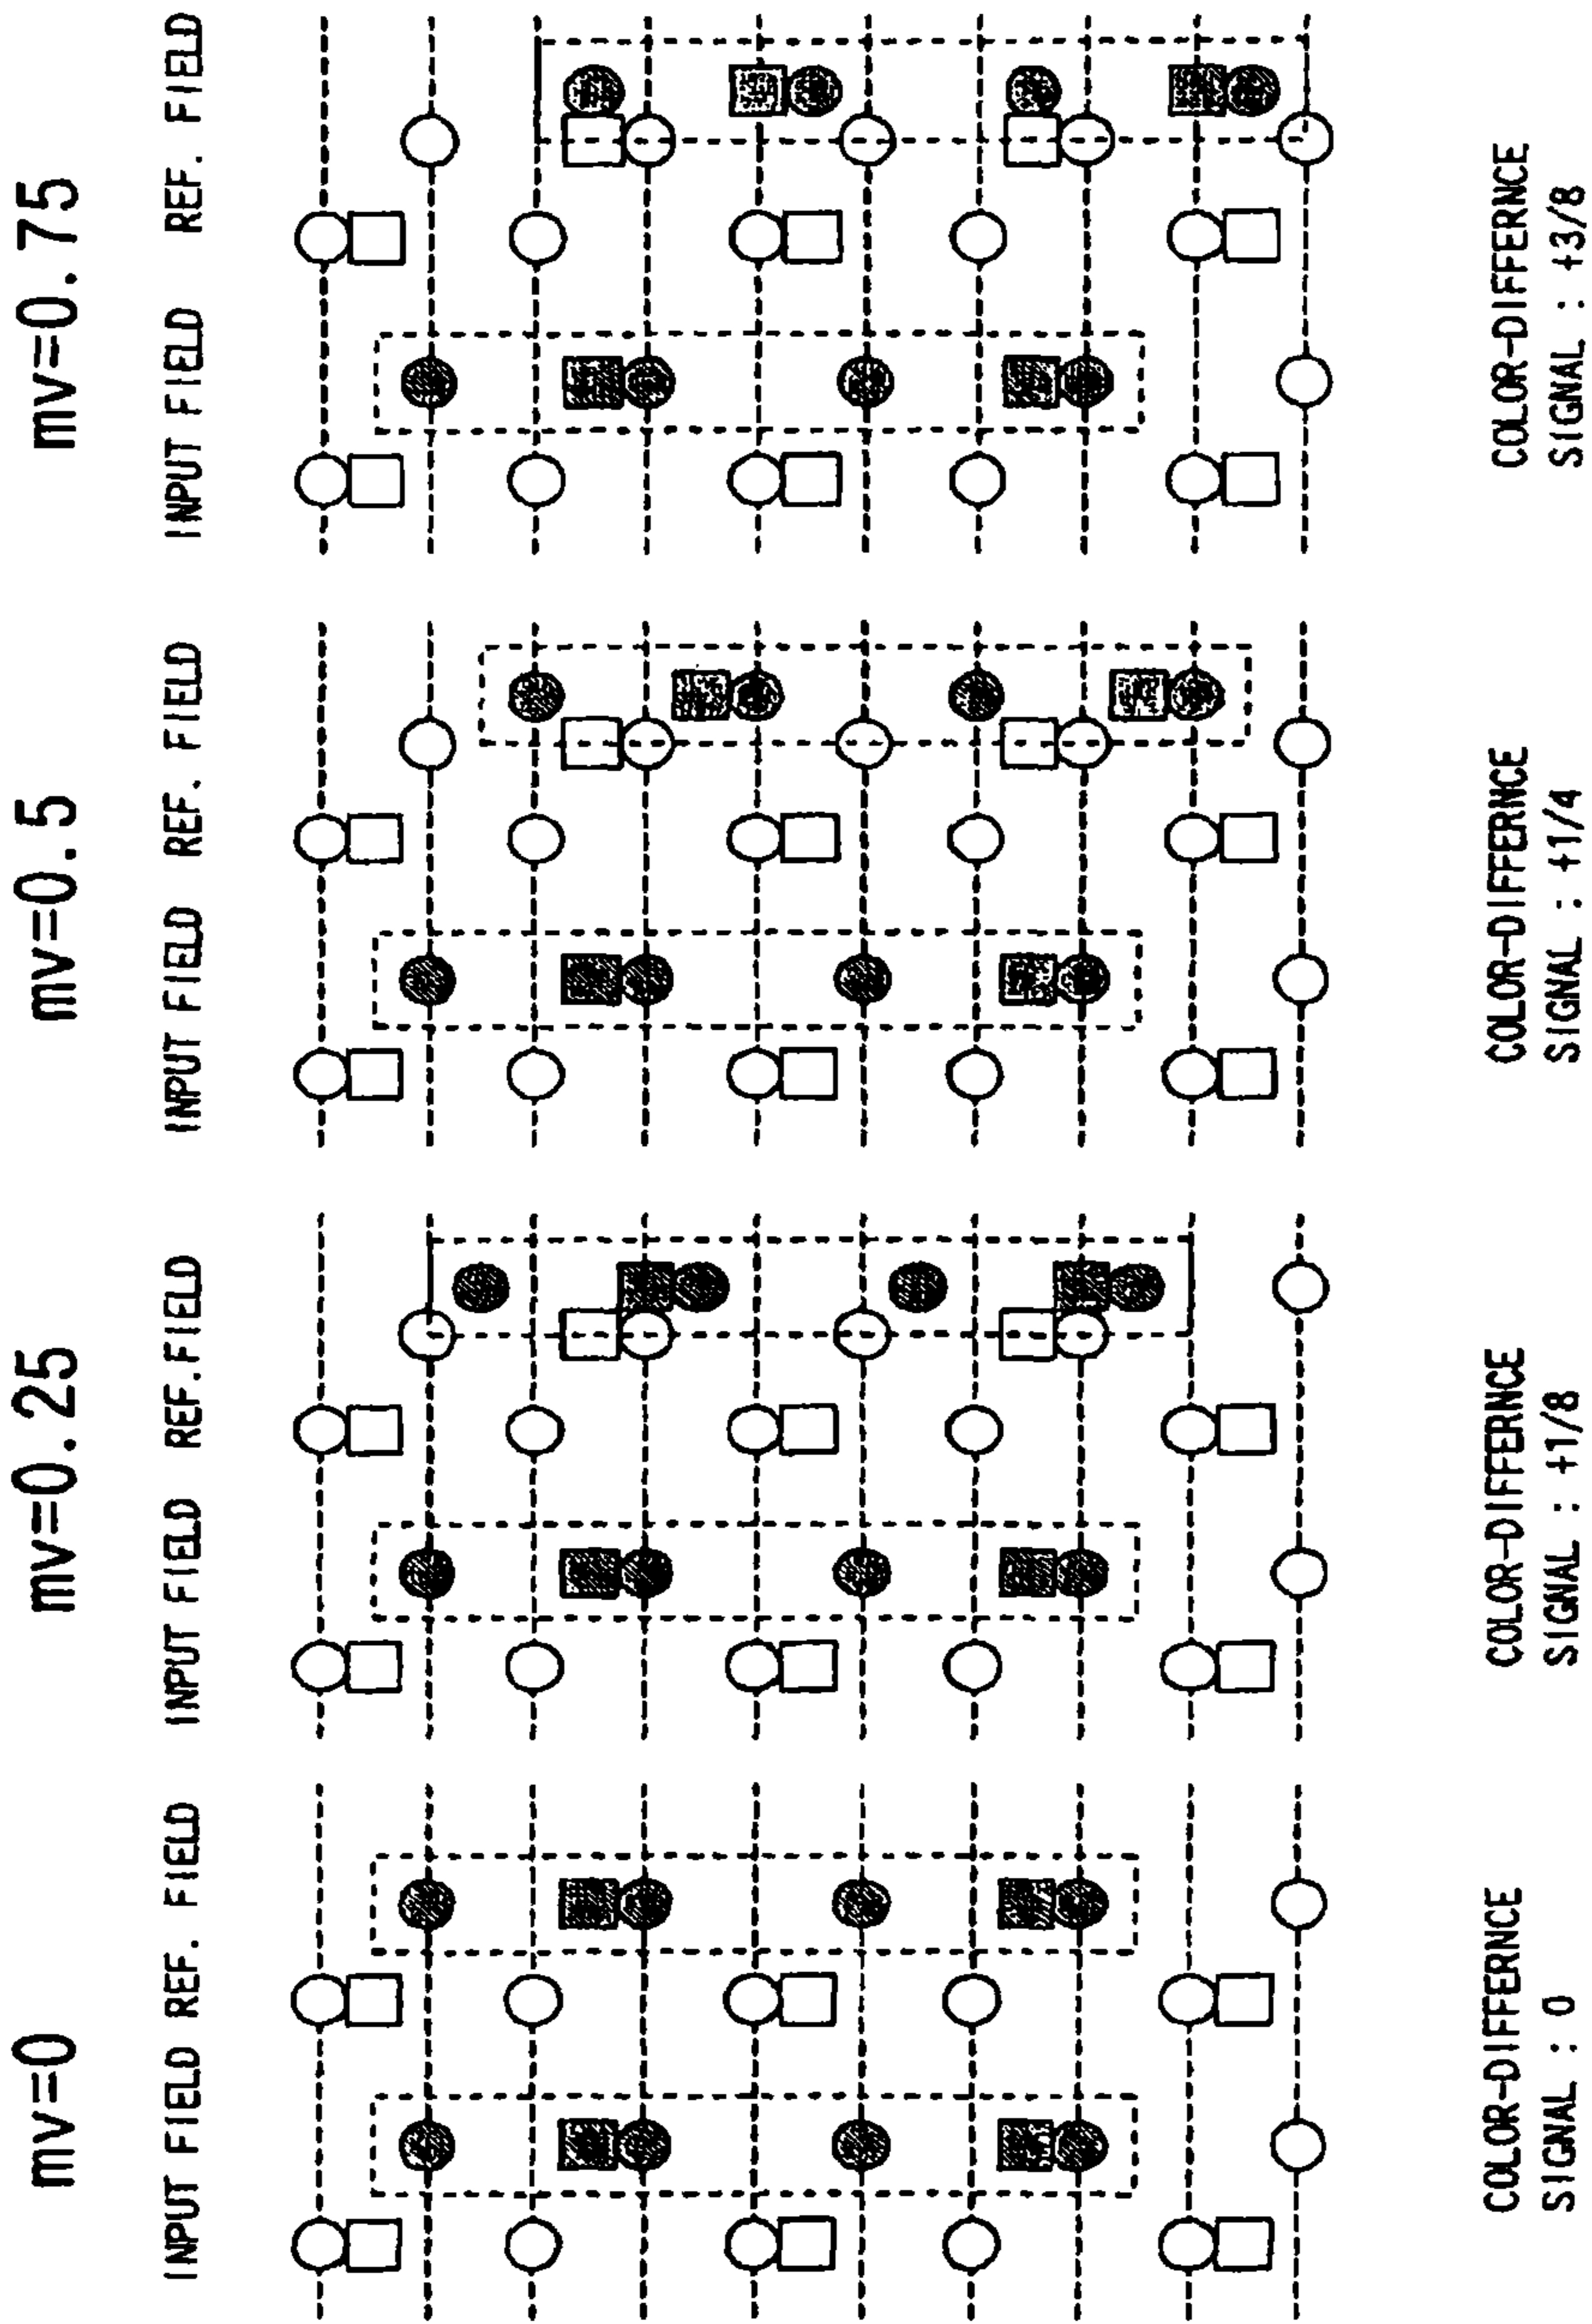 mv=0
INPUT FIELD REF. FIELD
COLOR-DIFFERNCE
SIGNAL : 0
mv=0.25
INPUT FIELD REF.FIELD
COLOR-DIFFERNCE
SIGNAL : +1/8
mv=0.5
INPUT FIELD REF. FIELD
COLOR-DIFFERNCE
SIGNAL : +1/4
mv=0.75
INPUT FIELD REF. FIELD
COLOR-DIFFERNCE
SIGNAL : +3/8